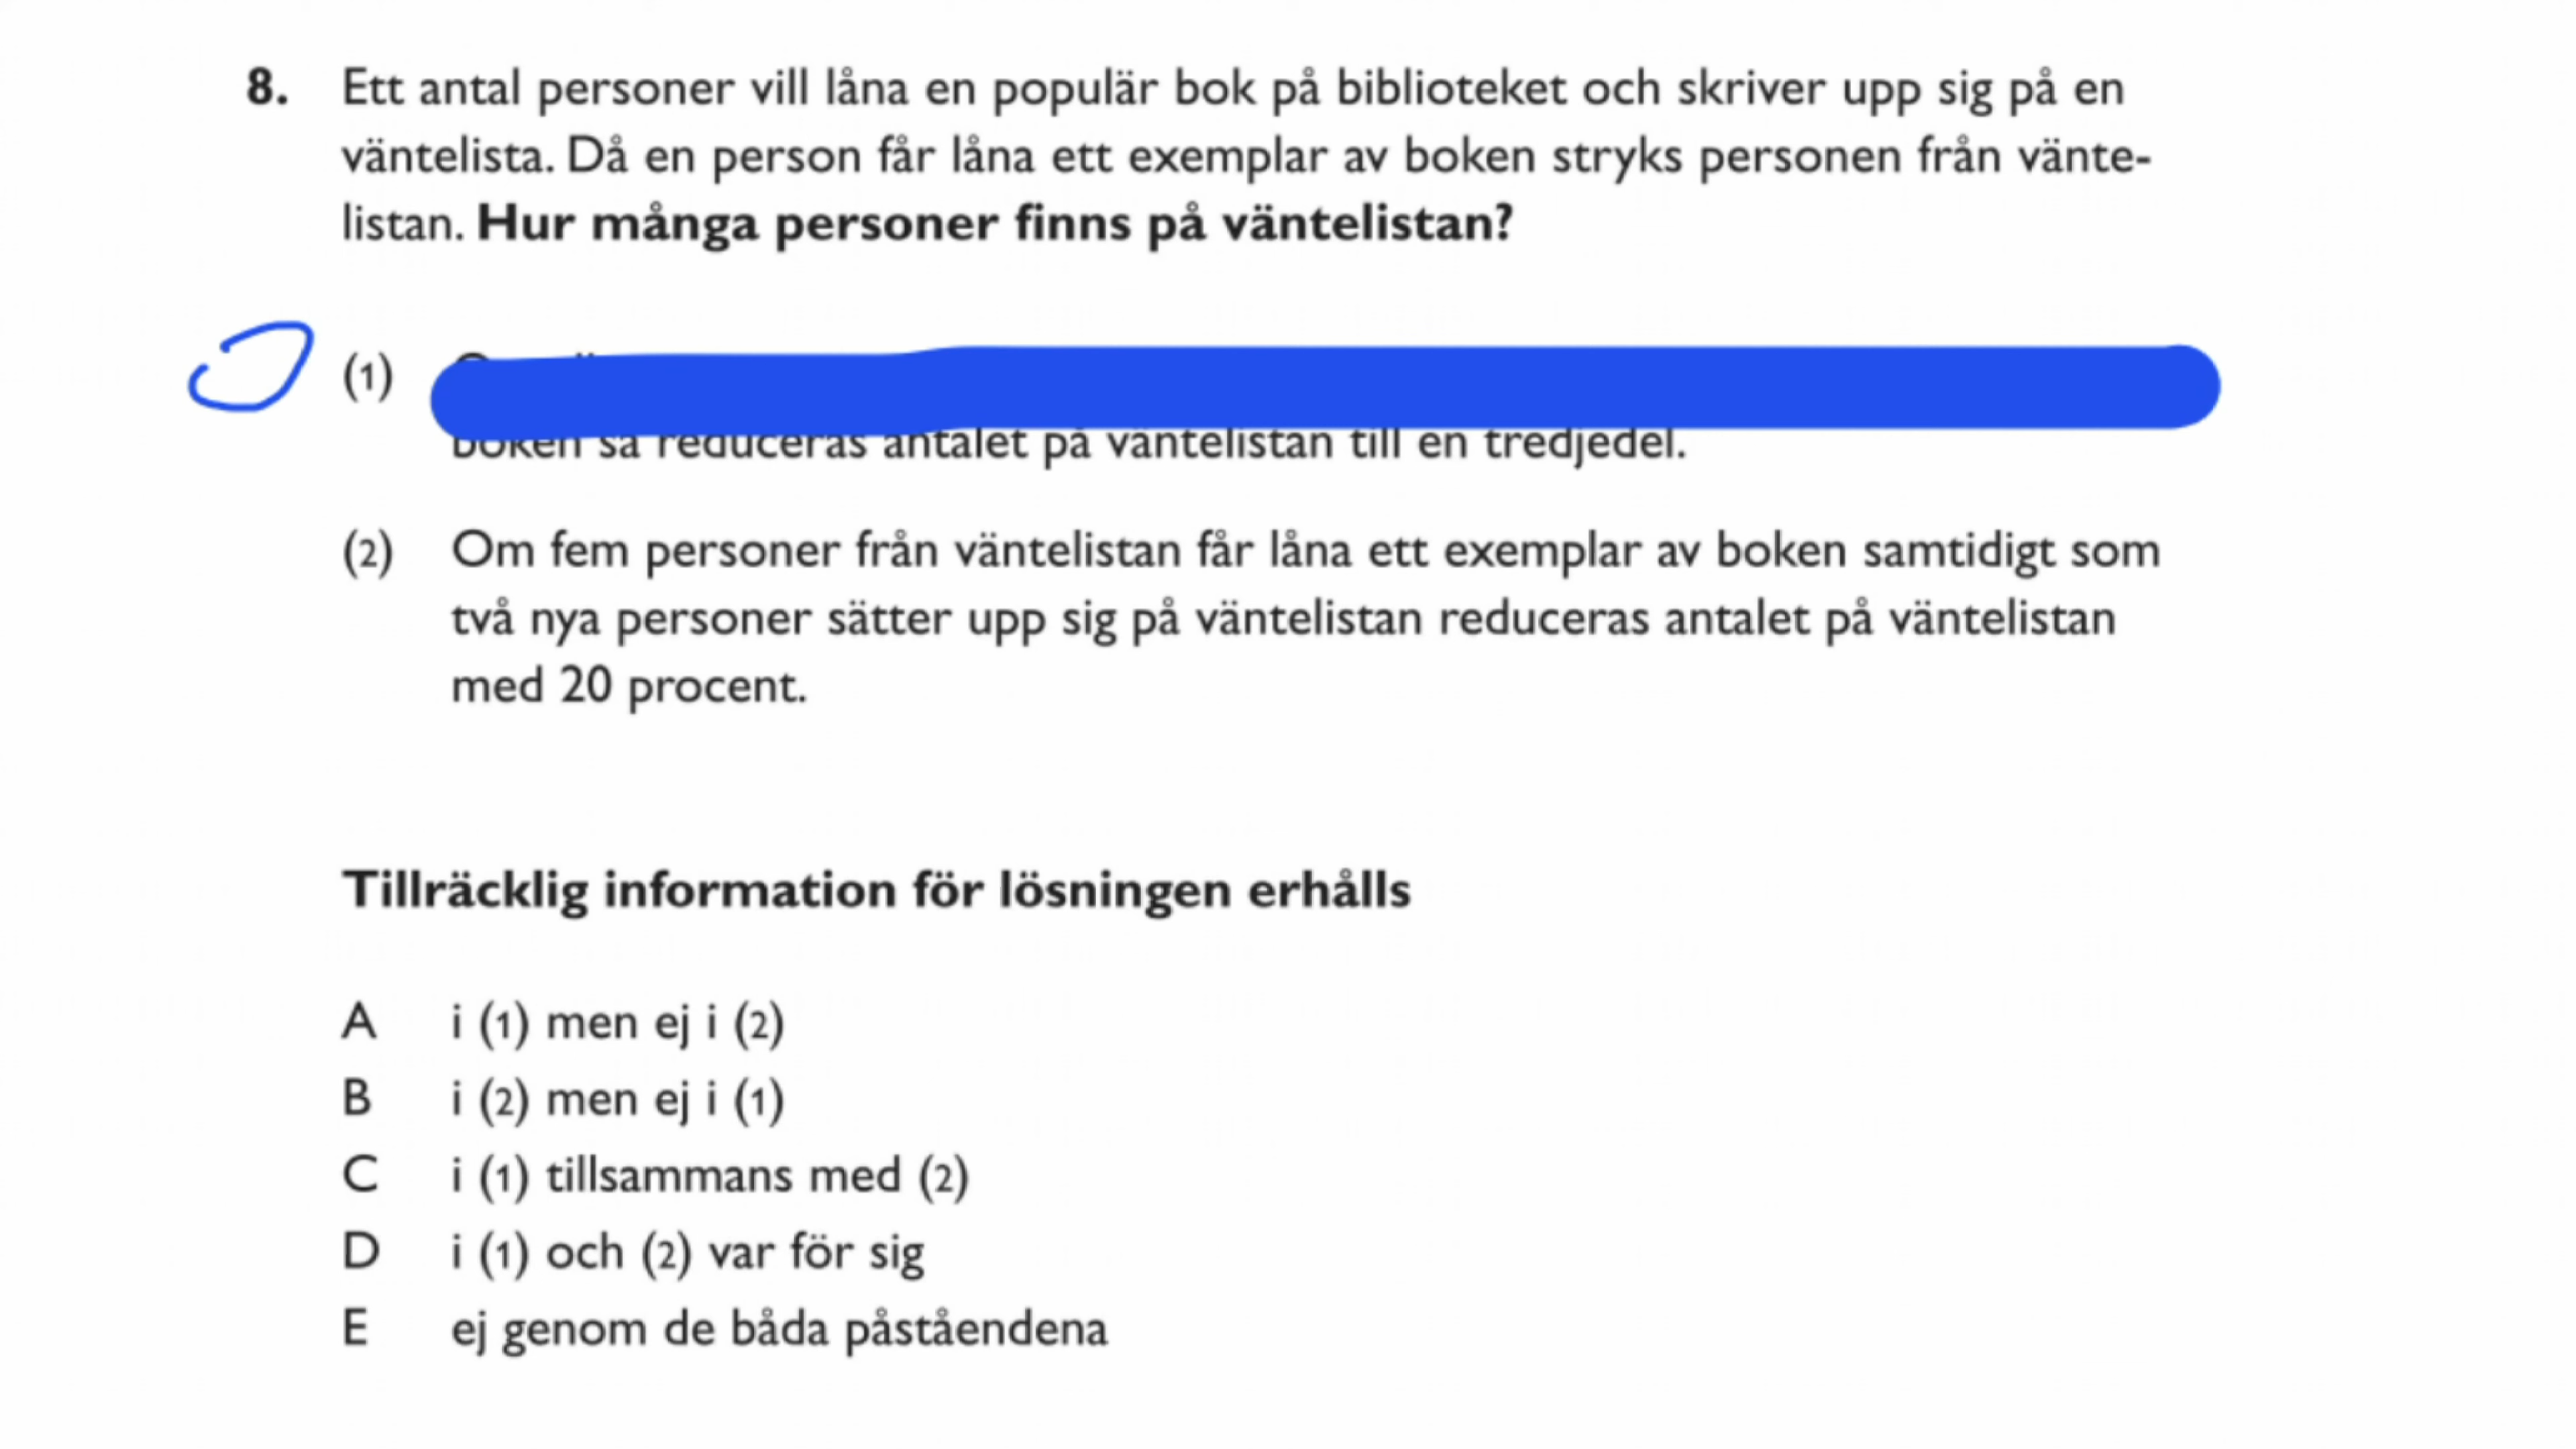 8. Ett antal personer vill låna en populär bok på biblioteket och skriver upp sig på en
väntelista. Då en person får låna ett exemplar av boken stryks personen från vänte-
listan. Hur många personer finns på väntelistan?
(1)
boken så reduceras antalet på väntelistan till en tredjedel.
(2) Om fem personer från väntelistan får låna ett exemplar av boken samtidigt som
två nya personer sätter upp sig på väntelistan reduceras antalet på väntelistan
med 20 procent.
Tillräcklig information för lösningen erhålls
A i (1) men ej i (2)
B i (2) men ej i (1)
C i (1) tillsammans med (2)
D i (1) och (2) var för sig
E ej genom de båda påståendena